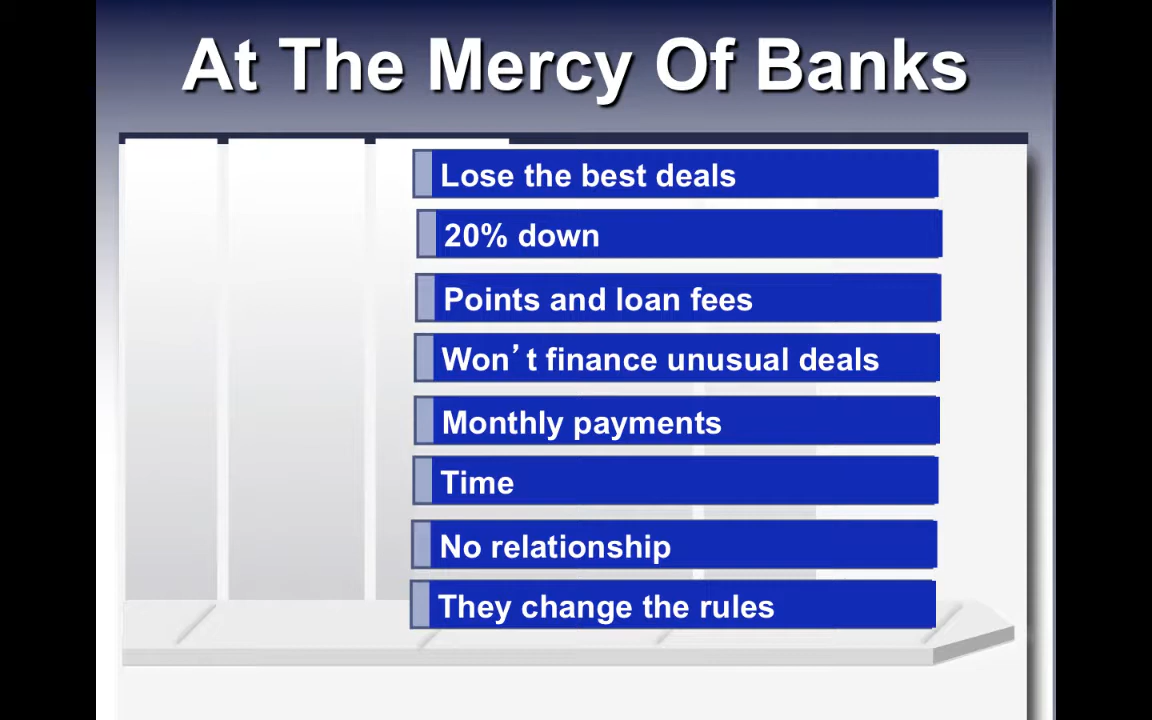 At The Mercy Of Banks
Lose the best deals
20% down
Points and loan fees
Won’t finance unusual deals
Monthly payments
Time
No relationship
They change the rules